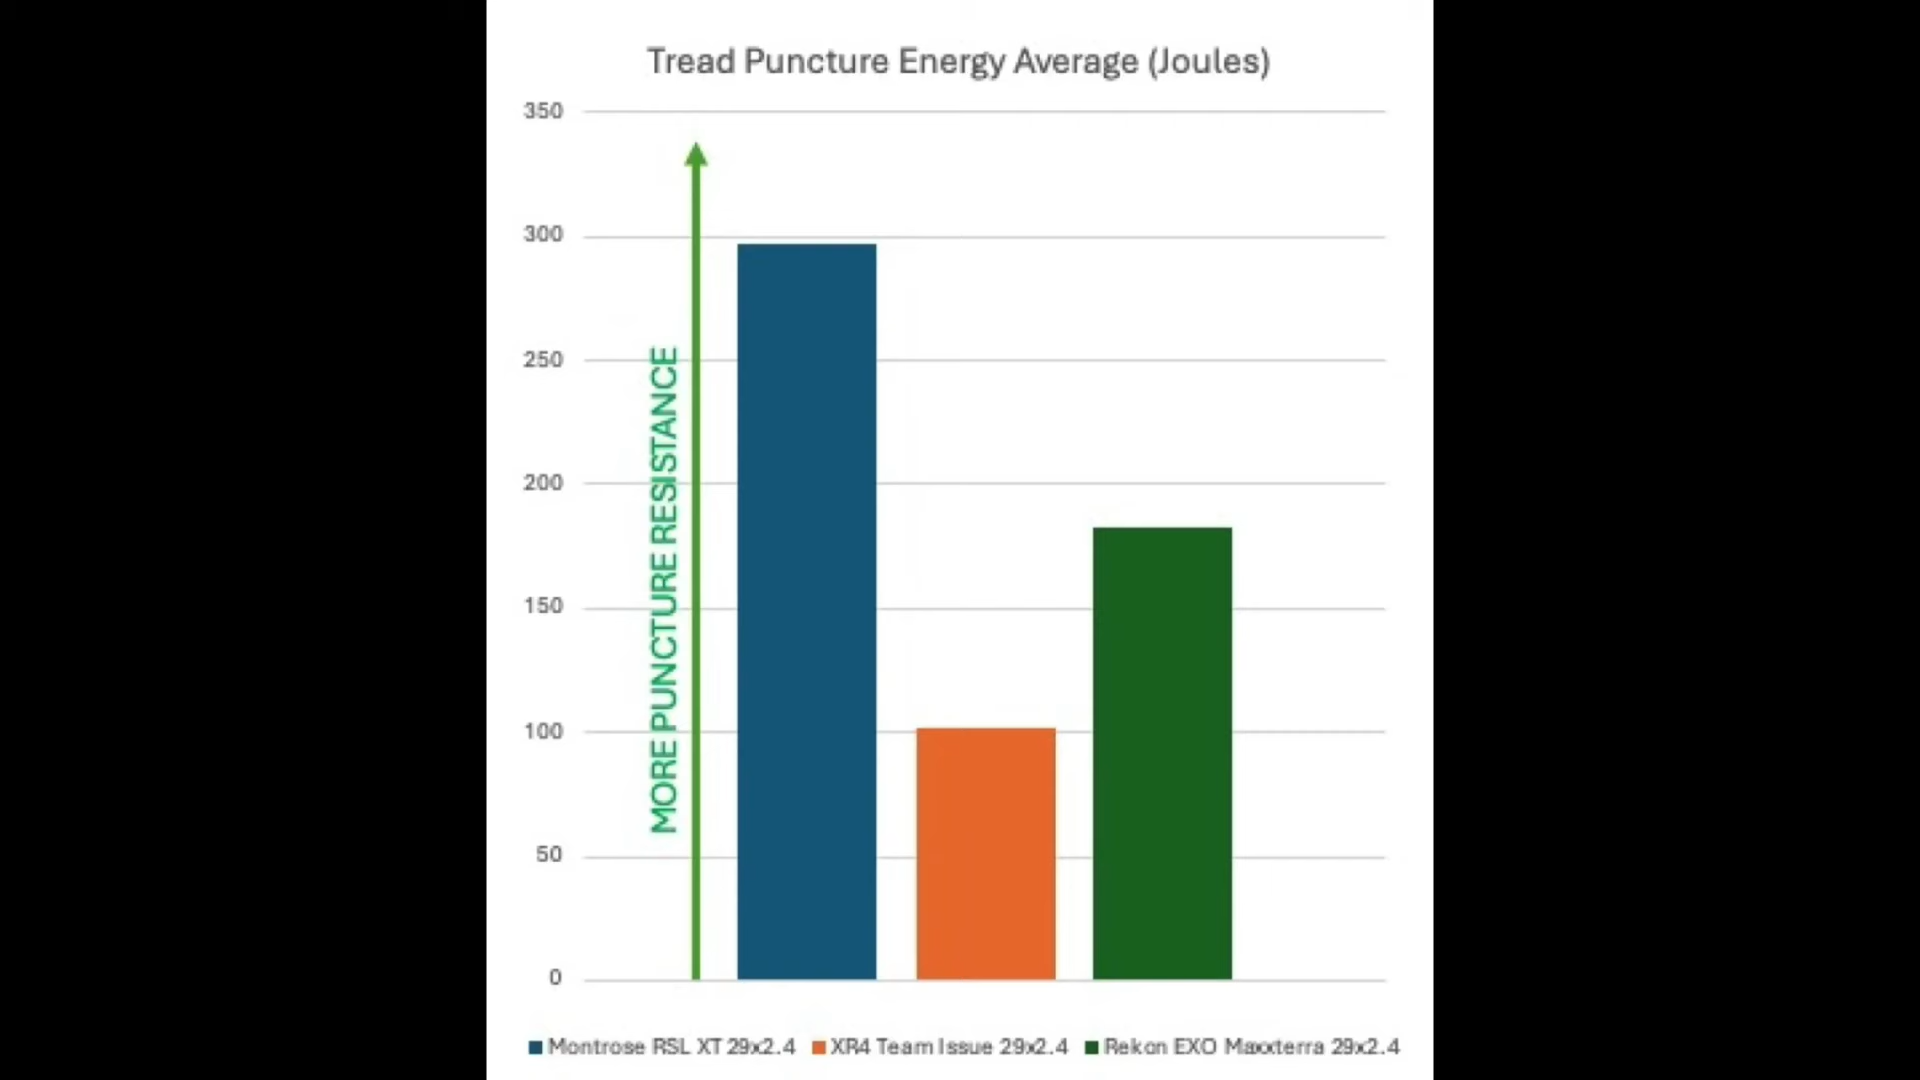 Tread Puncture Energy Average (Joules)
350
300
250
200
150
100
50
0
MORE PUNCTURE RESISTANCE
Montrose RSL XT 29x2.4 XR4 Team Issue 29x2.4 Rekon EXO Maxxterra 29x2.4